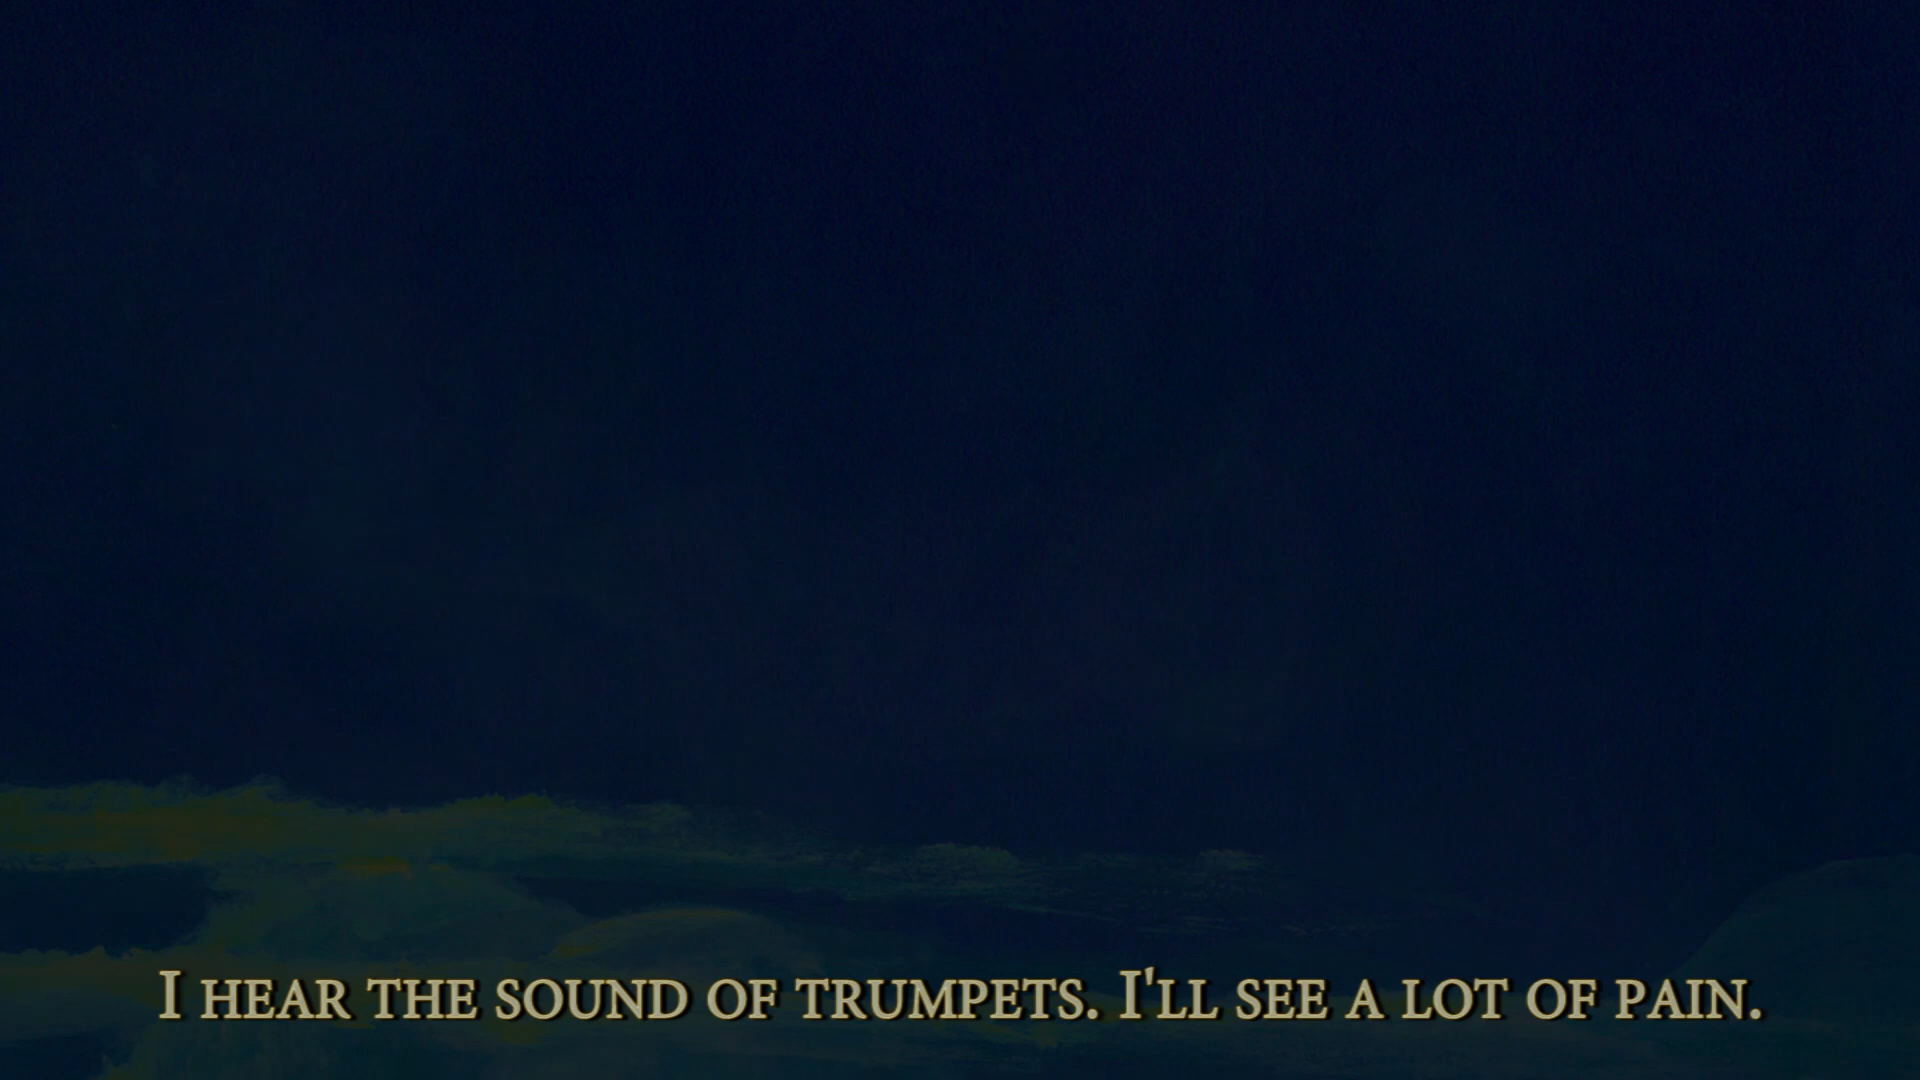 I HEAR THE SOUND OF TRUMPETS. I'LL SEE A LOT OF PAIN.